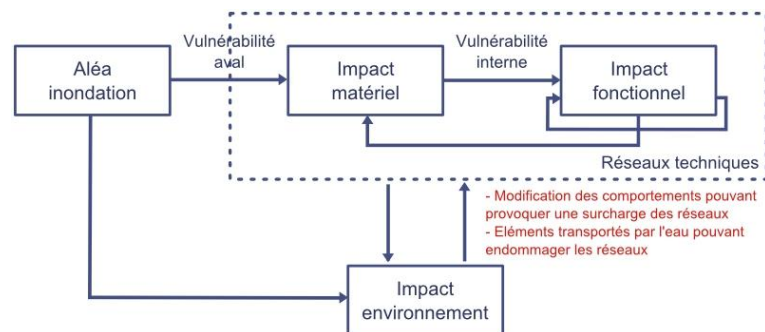 Aléa
inondation
Vulnérabilité
aval
Impact
matériel
Vulnérabilité
interne
Impact
fonctionnel
Réseaux techniques
- Modification des comportements pouvant
provoquer une surcharge des réseaux
- Eléments transportés par l'eau pouvant
endommager les réseaux
Impact
environnement